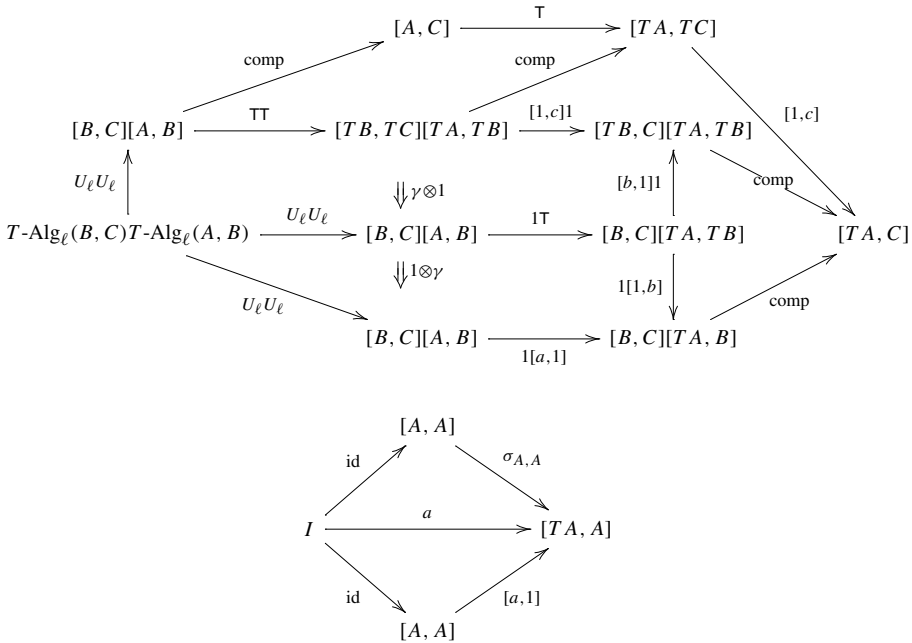 [A, C] T [TA, TC]
comp comp
[B, C][A, B] TT [TB, TC][TA, TB] [1,c]1 [TB, C][TA, TB] [1,c]
U_ℓU_ℓ ⇓γ⊗1 [b,1]1 comp
T-Alg_ℓ(B, C)T-Alg_ℓ(A, B) U_ℓU_ℓ [B, C][A, B] 1T [B, C][TA, TB] [TA, C]
U_ℓU_ℓ ⇓1⊗γ 1[1,b] comp
[B, C][A, B] 1[a,1] [B, C][TA, B]
[A, A]
id σ_{A,A}
I a [TA, A]
id [a,1]
[A, A]